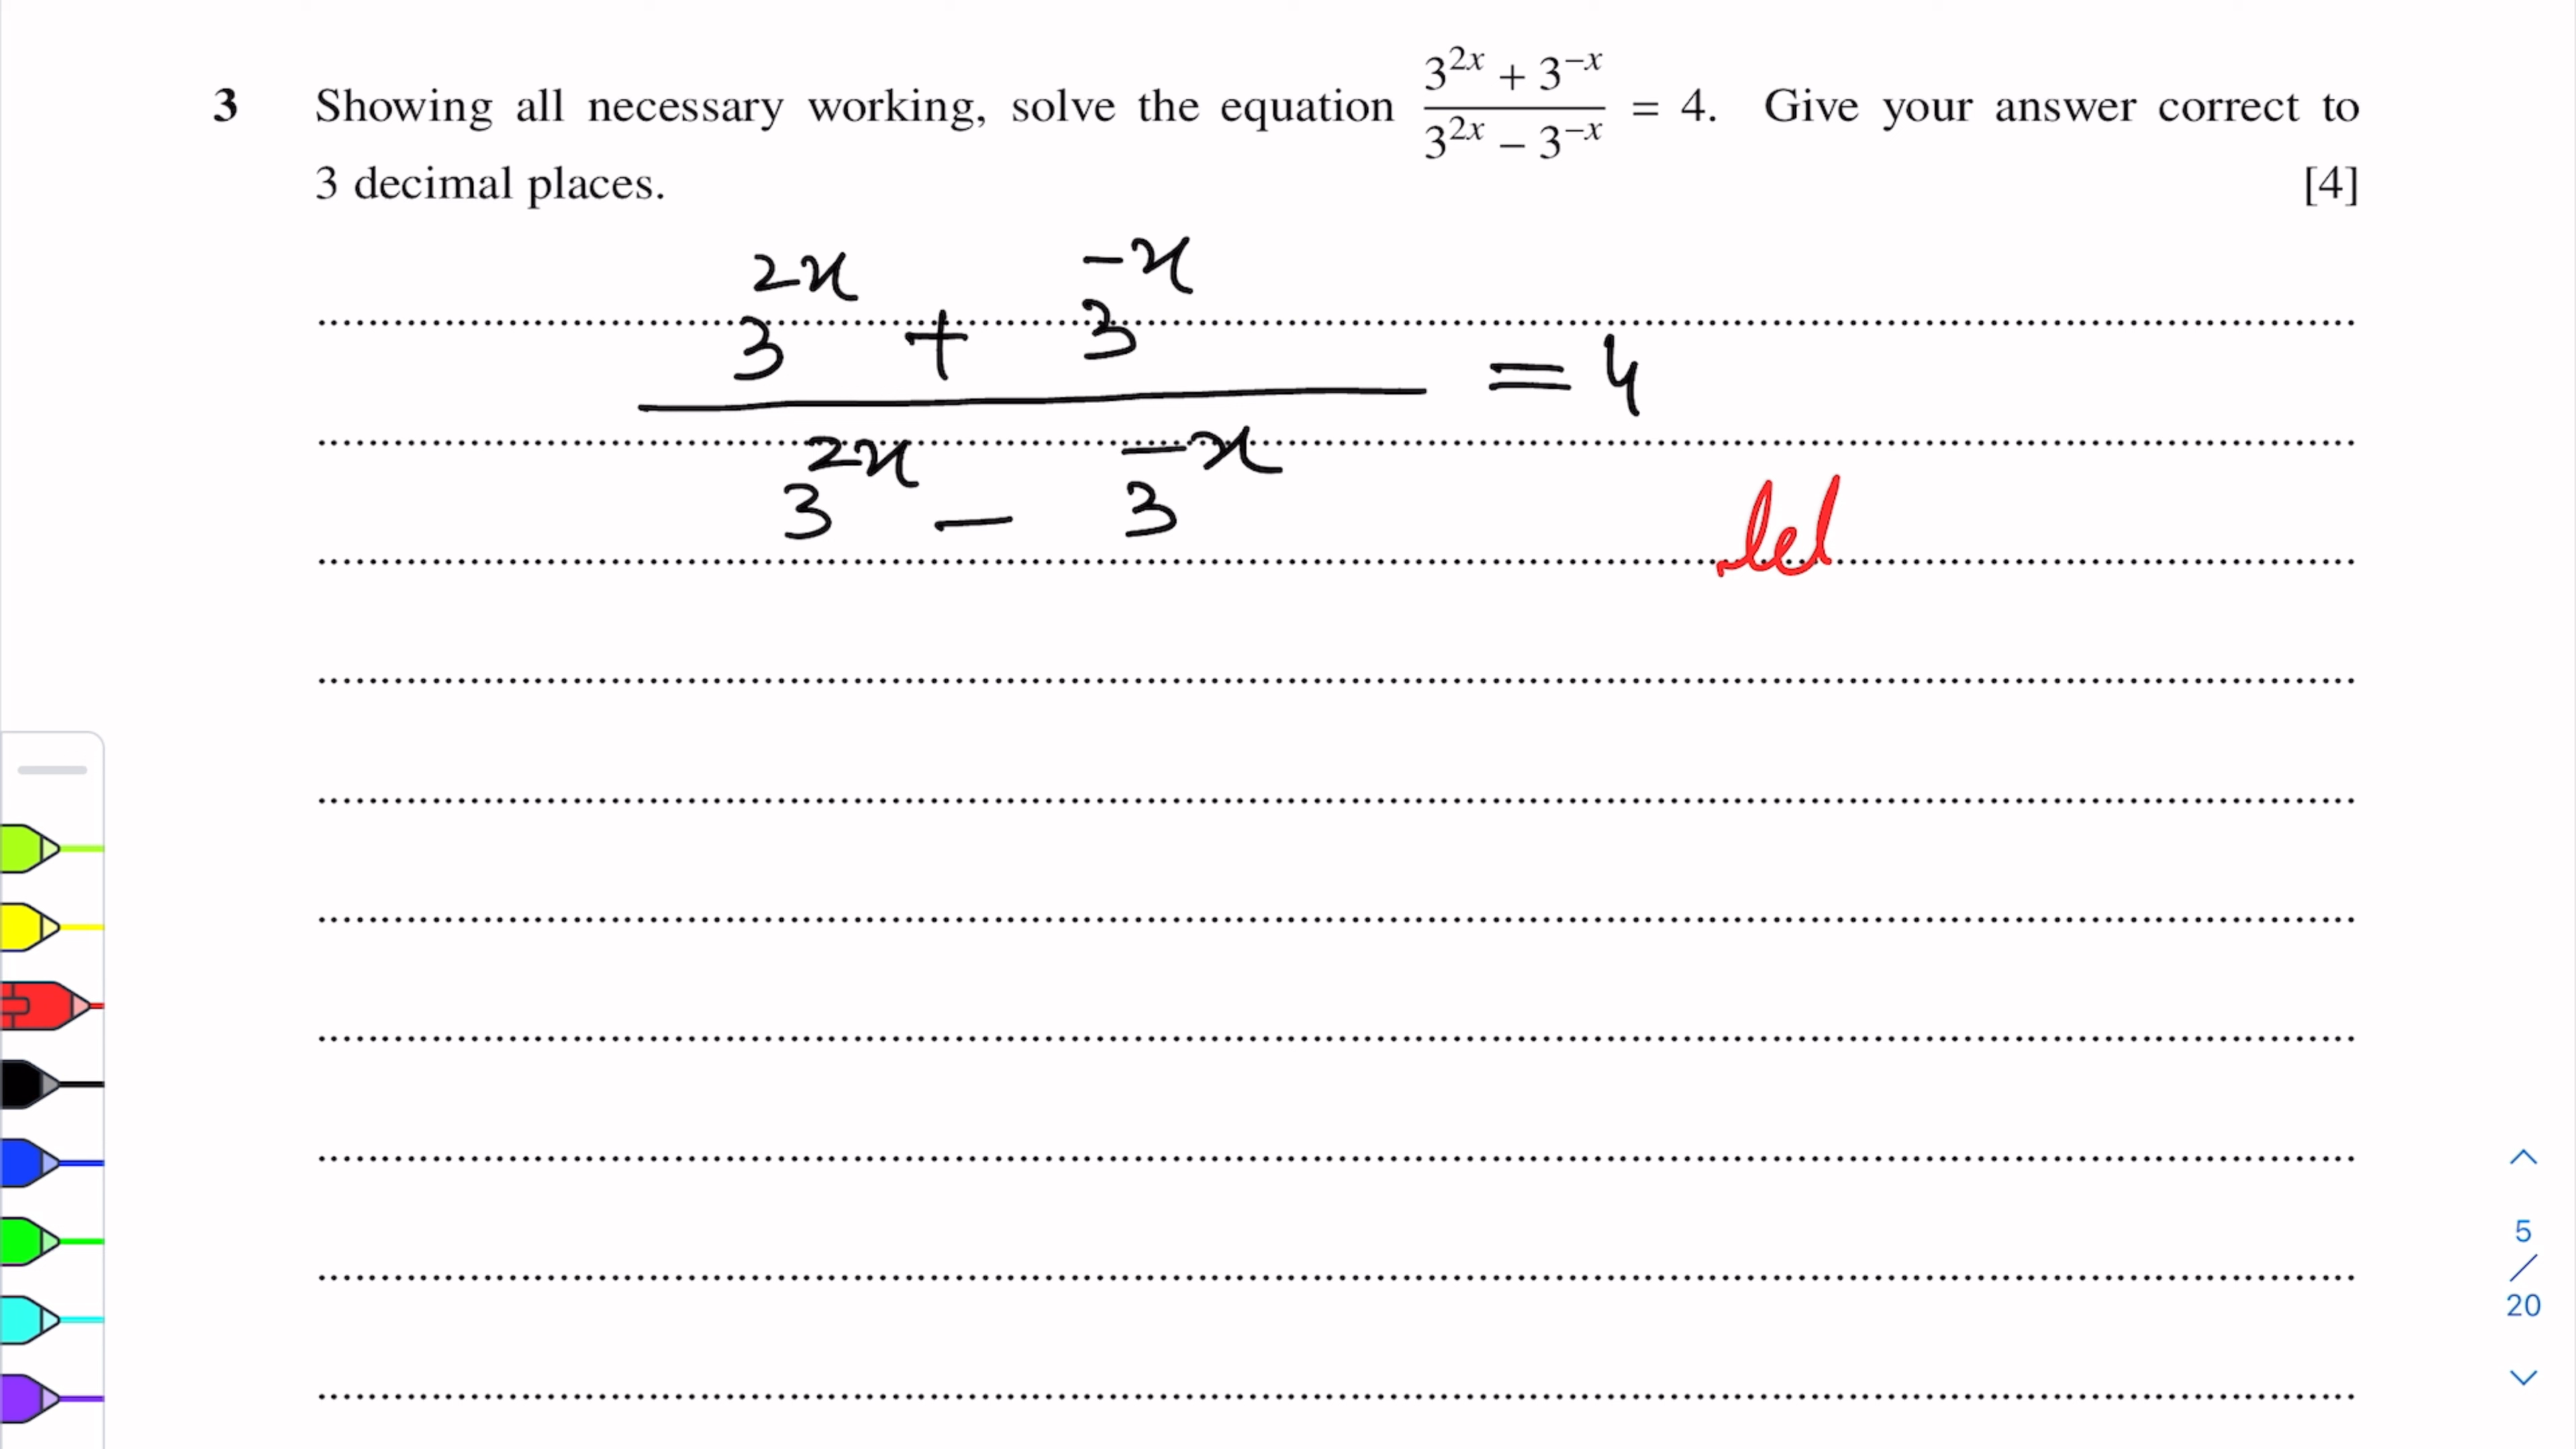 3 Showing all necessary working, solve the equation (3^{2x} + 3^{-x})/(3^{2x} − 3^{-x}) = 4. Give your answer correct to
3 decimal places. [4]
(3^{2x} + 3^{-x})/(3^{2x} − 3^{-x}) = 4
let
5
/
20